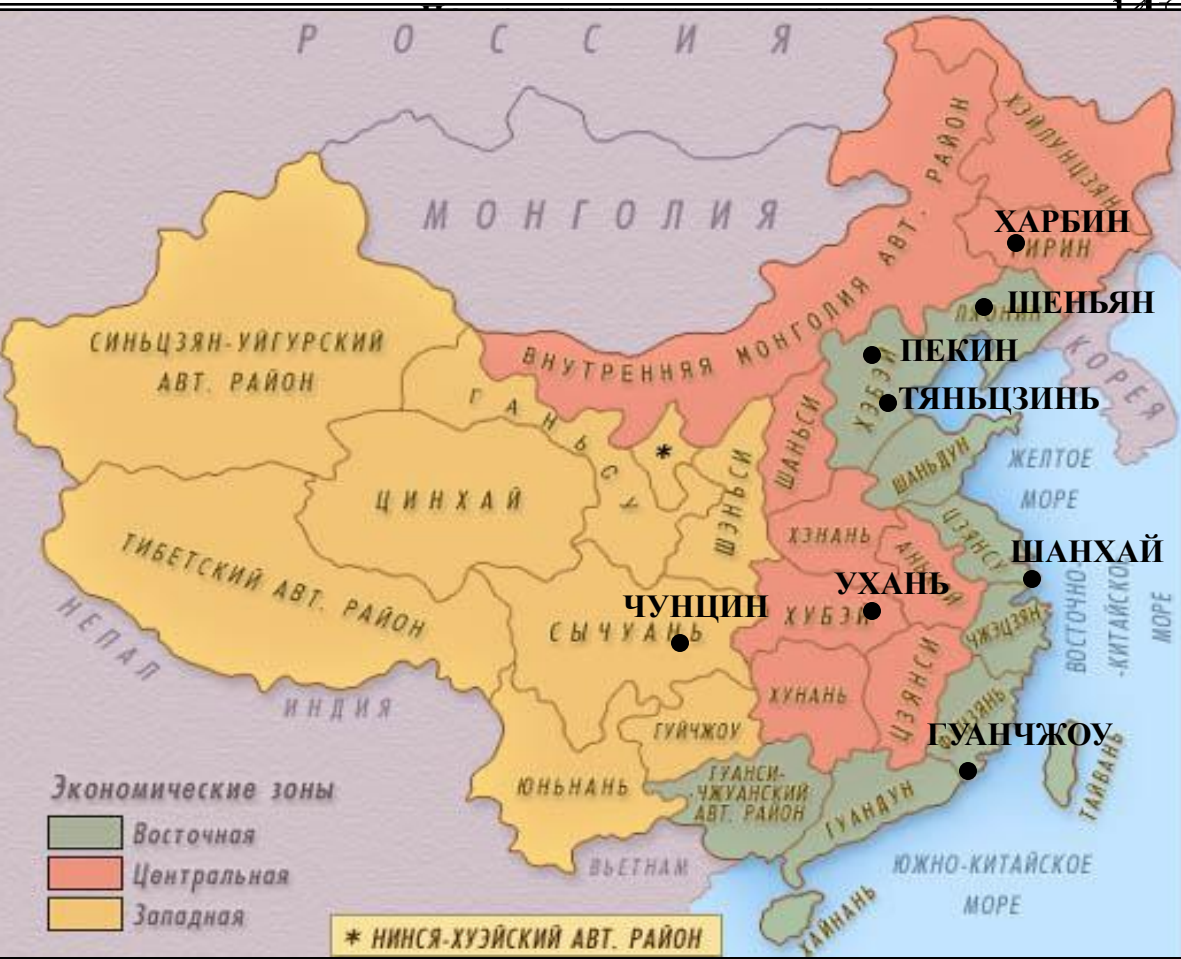 РОССИЯ
МОНГОЛИЯ
ВНУТРЕННЯЯ МОНГОЛИЯ АВТ. РАЙОН
ХЭЙЛУНЦЗЯН
ХАРБИН
ГИРИН
ШЕНЬЯН
ЛЯОНИН
ПЕКИН
ХЭБЭЙ
ТЯНЬЦЗИНЬ
КОРЕЯ
СИНЬЦЗЯН-УЙГУРСКИЙ
АВТ. РАЙОН
ГАНЬСУ
*
ШЭНЬСИ
ШАНЬСИ
ШАНЬДУН
ЖЕЛТОЕ
МОРЕ
ЦИНХАЙ
ХЭНАНЬ
ЦЗЯНСУ
АНЬХОЙ
ШАНХАЙ
ТИБЕТСКИЙ АВТ. РАЙОН
НЕПАЛ
ИНДИЯ
ЧУНЦИН
СЫЧУАНЬ
УХАНЬ
ХУБЭЙ
ЧЖЭЦЗЯН
ВОСТОЧНО-
-КИТАЙСКОЕ
МОРЕ
ХУНАНЬ
ЦЗЯНСИ
ФУЦЗЯНЬ
ГУАНЧЖОУ
ТАЙВАНЬ
ГУЙЧЖОУ
ЮНЬНАНЬ
ГУАНСИ-
-ЧЖУАНСКИЙ
АВТ. РАЙОН
ГУАНДУН
ВЬЕТНАМ
ЮЖНО-КИТАЙСКОЕ
МОРЕ
ХАЙНАНЬ
Экономические зоны
Восточная
Центральная
Западная
* НИНСЯ-ХУЭЙСКИЙ АВТ. РАЙОН